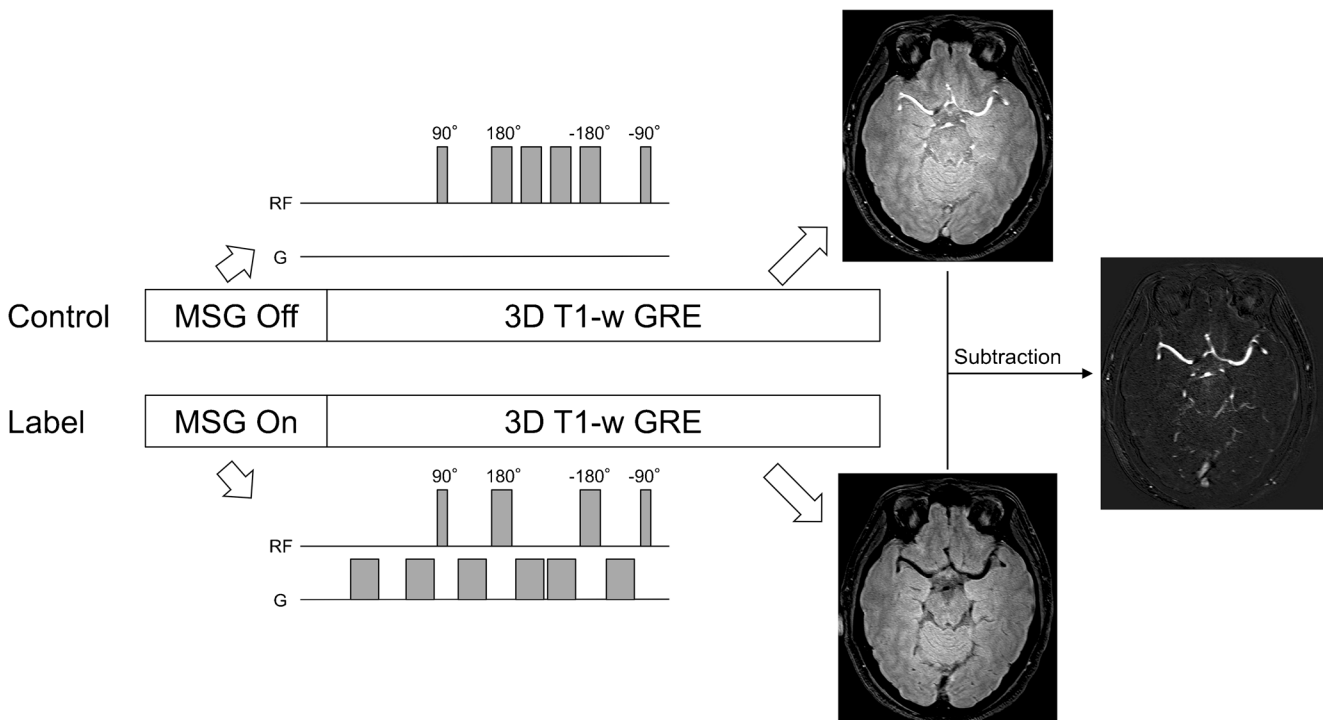 90° 180° -180° -90°
RF
G
Control MSG Off 3D T1-w GRE
Subtraction
Label MSG On 3D T1-w GRE
90° 180° -180° -90°
RF
G